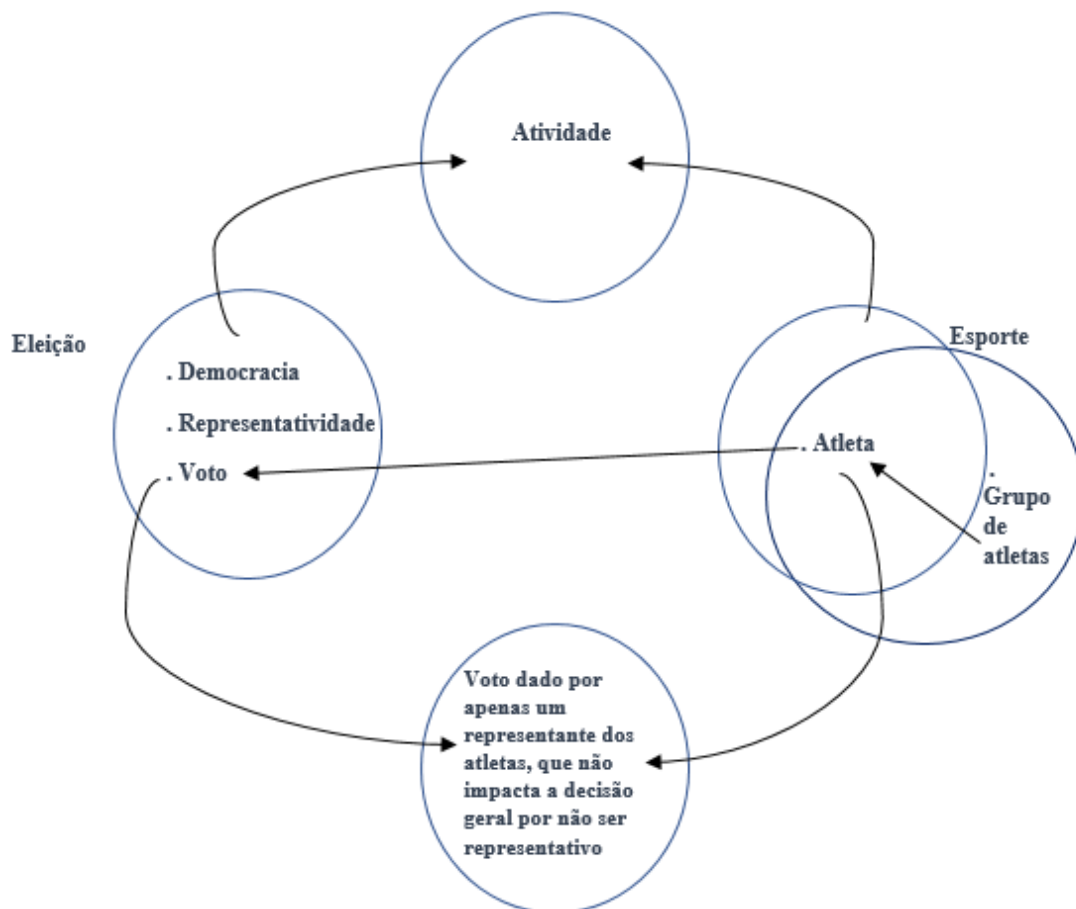 Atividade
Eleição
. Democracia
. Representatividade
. Voto
Esporte
. Atleta
.
Grupo
de
atletas
Voto dado por
apenas um
representante dos
atletas, que não
impacta a decisão
geral por não ser
representativo